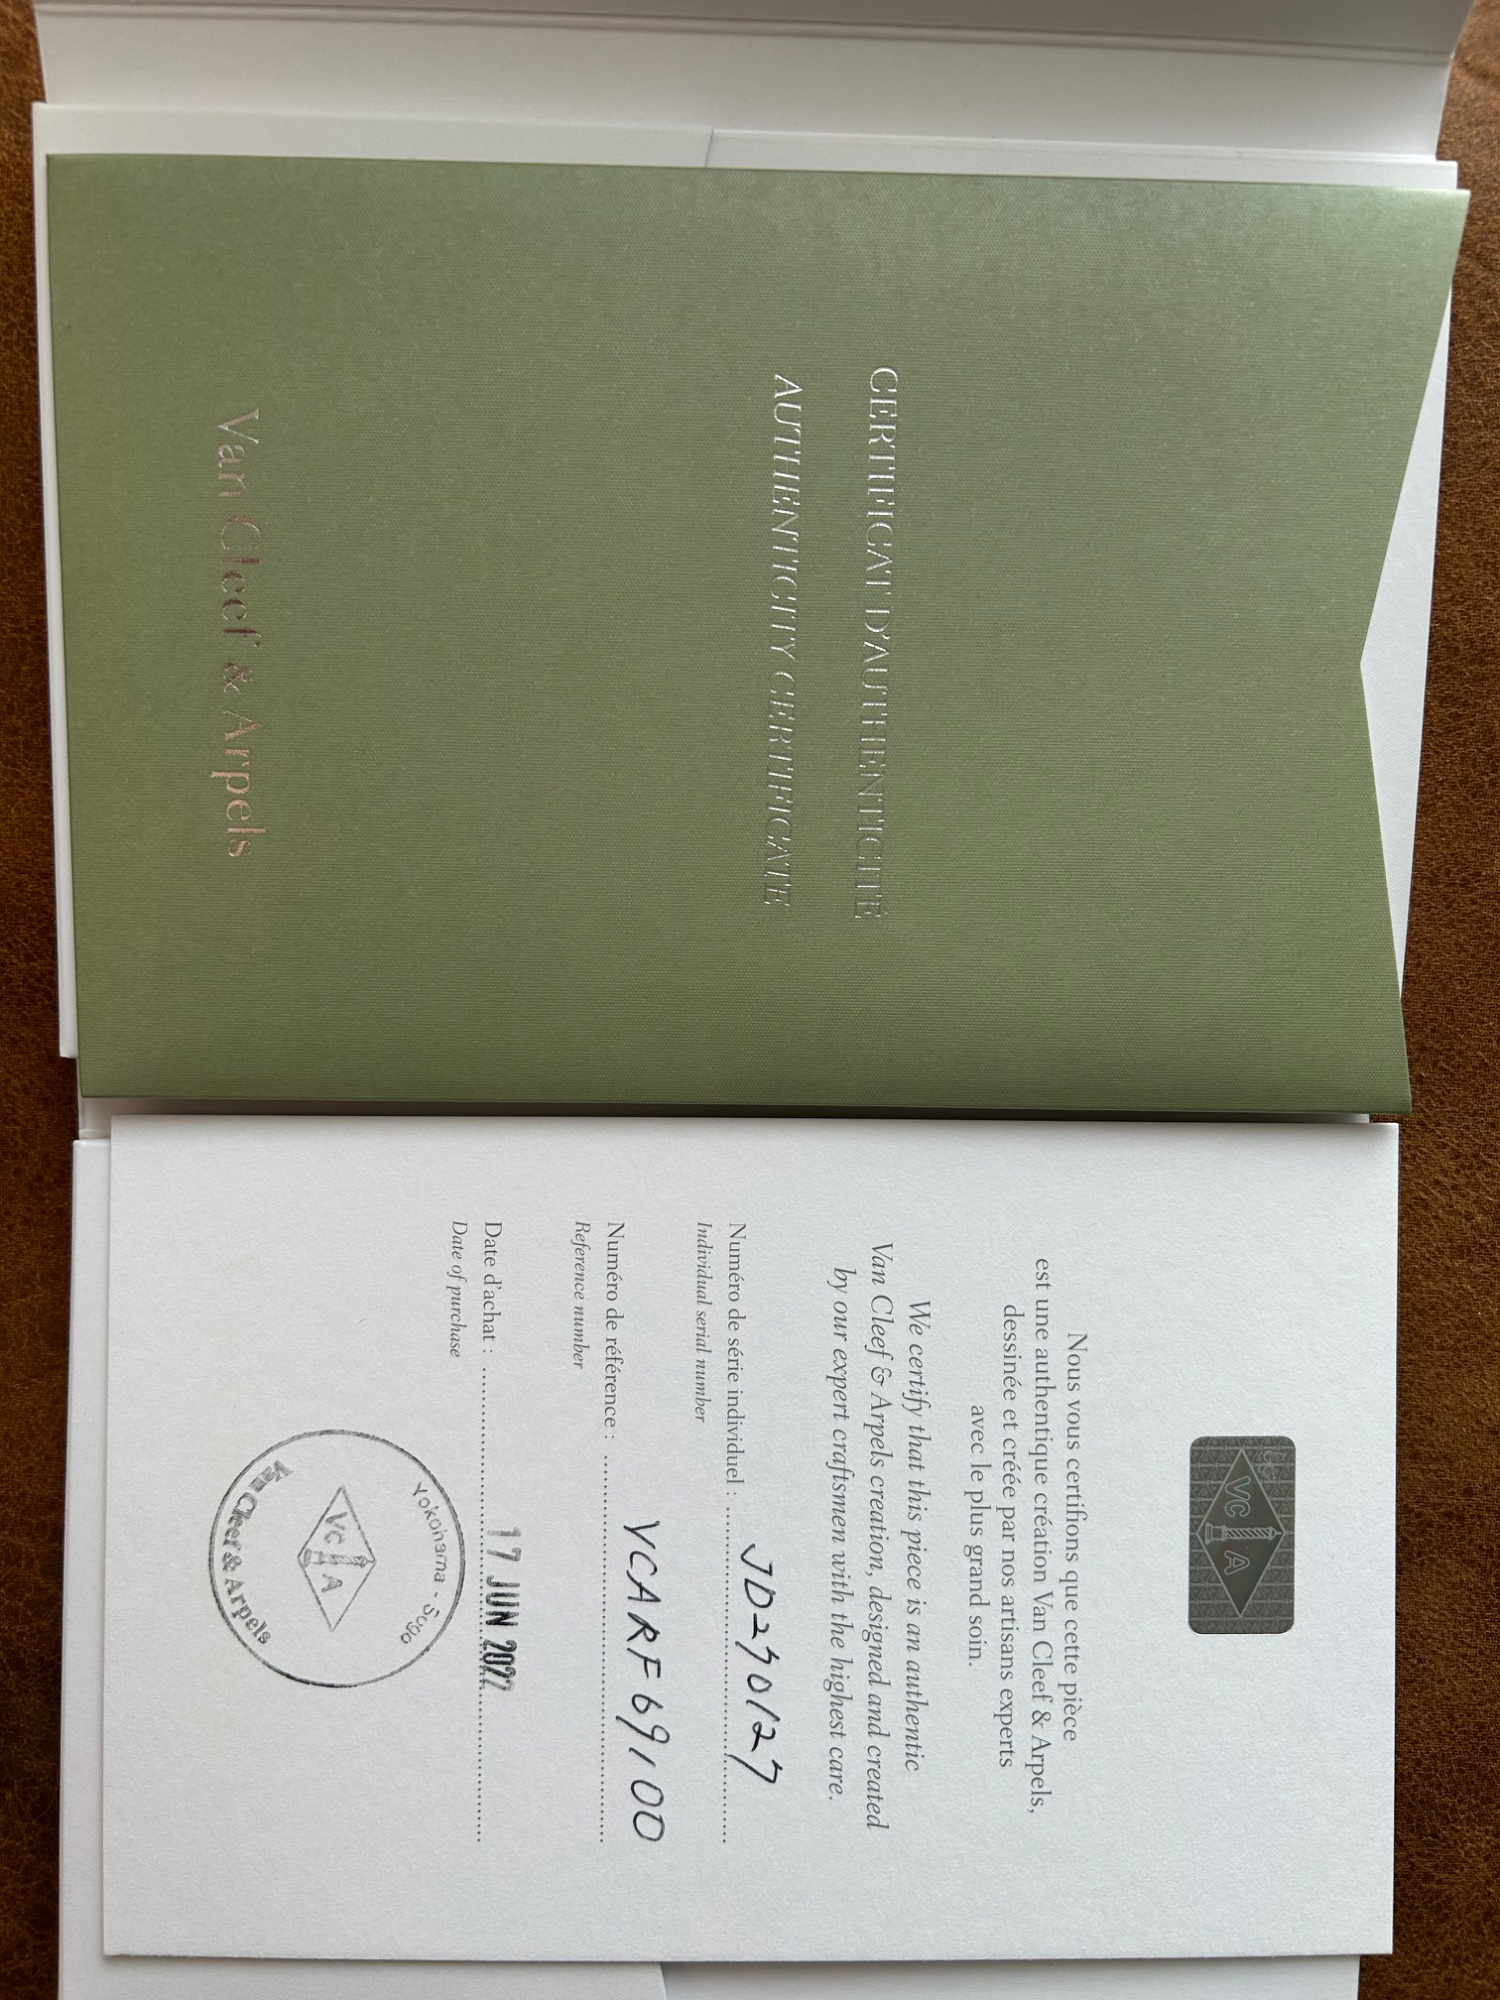 CERTIFICAT D'AUTHENTICITÉ
AUTHENTICITY CERTIFICATE
Van Cleef & Arpels
VC A
Nous vous certifions que cette pièce
est une authentique création Van Cleef & Arpels,
dessinée et créée par nos artisans experts
avec le plus grand soin.
We certify that this piece is an authentic
Van Cleef & Arpels creation, designed and created
by our expert craftsmen with the highest care.
Numéro de série individuel : JD250127
Individual serial number
Numéro de référence : VCARF69100
Reference number
Date d'achat : 17 JUN 2022
Date of purchase
Yokohama - Sogo
VC A
Van Cleef & Arpels